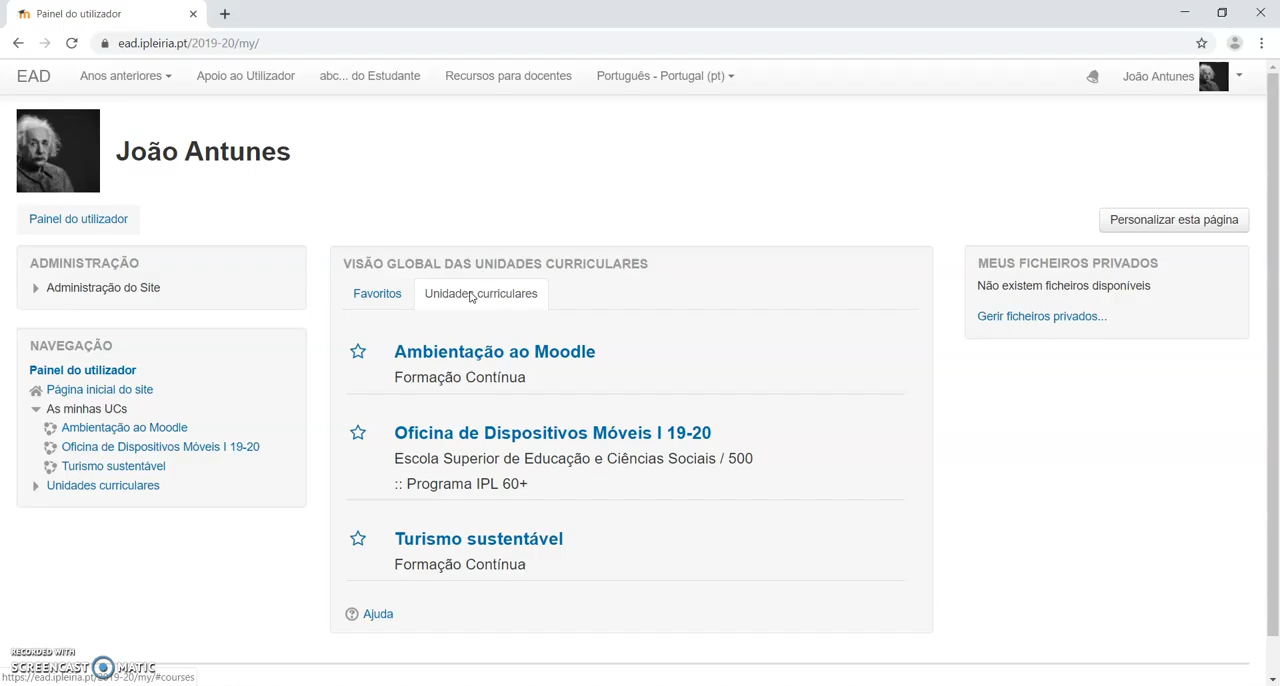 Painel do utilizador
ead.ipleiria.pt/2019-20/my/
EAD Anos anteriores Apoio ao Utilizador abc... do Estudante Recursos para docentes Português - Portugal (pt) João Antunes
João Antunes
Painel do utilizador
Personalizar esta página
ADMINISTRAÇÃO
Administração do Site
NAVEGAÇÃO
Painel do utilizador
Página inicial do site
As minhas UCs
Ambientação ao Moodle
Oficina de Dispositivos Móveis I 19-20
Turismo sustentável
Unidades curriculares
VISÃO GLOBAL DAS UNIDADES CURRICULARES
Favoritos Unidades curriculares
Ambientação ao Moodle
Formação Contínua
Oficina de Dispositivos Móveis I 19-20
Escola Superior de Educação e Ciências Sociais / 500
:: Programa IPL 60+
Turismo sustentável
Formação Contínua
Ajuda
MEUS FICHEIROS PRIVADOS
Não existem ficheiros disponíveis
Gerir ficheiros privados...
RECORDED WITH
SCREENCAST MATIC
https://ead.ipleiria.pt/2019-20/my/#courses